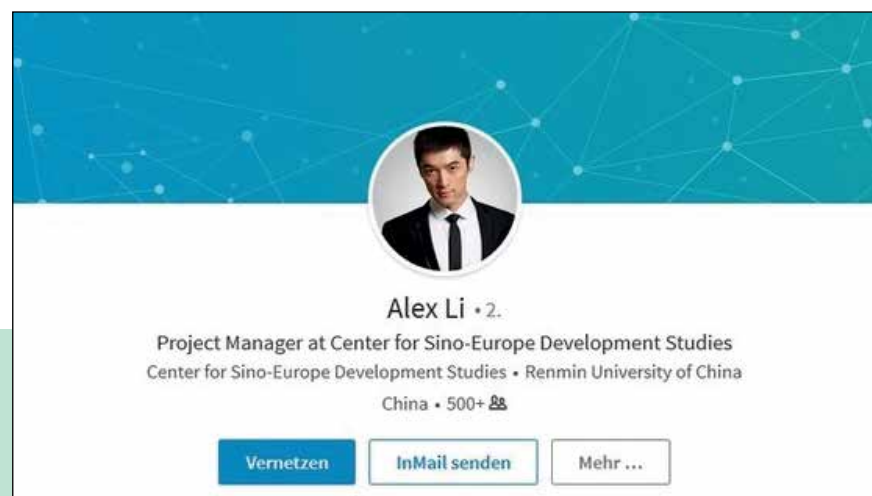 Alex Li • 2.
Project Manager at Center for Sino-Europe Development Studies
Center for Sino-Europe Development Studies • Renmin University of China
China • 500+
Vernetzen InMail senden Mehr ...